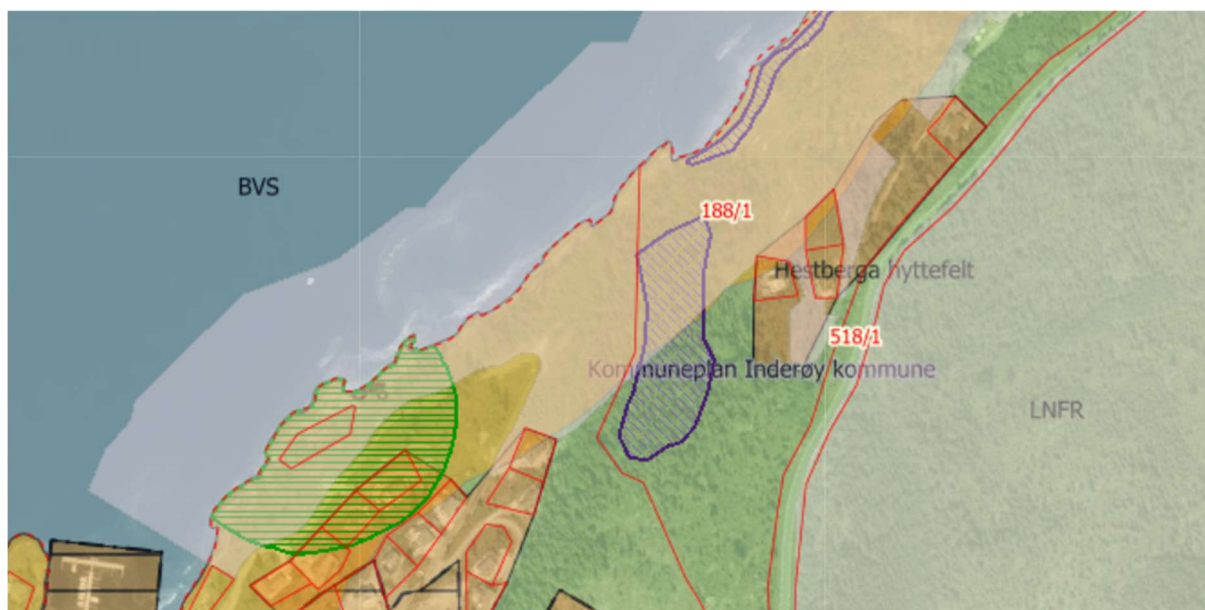 BVS
188/1
Hestberga hyttefelt
518/1
Kommuneplan Inderøy kommune
LNFR